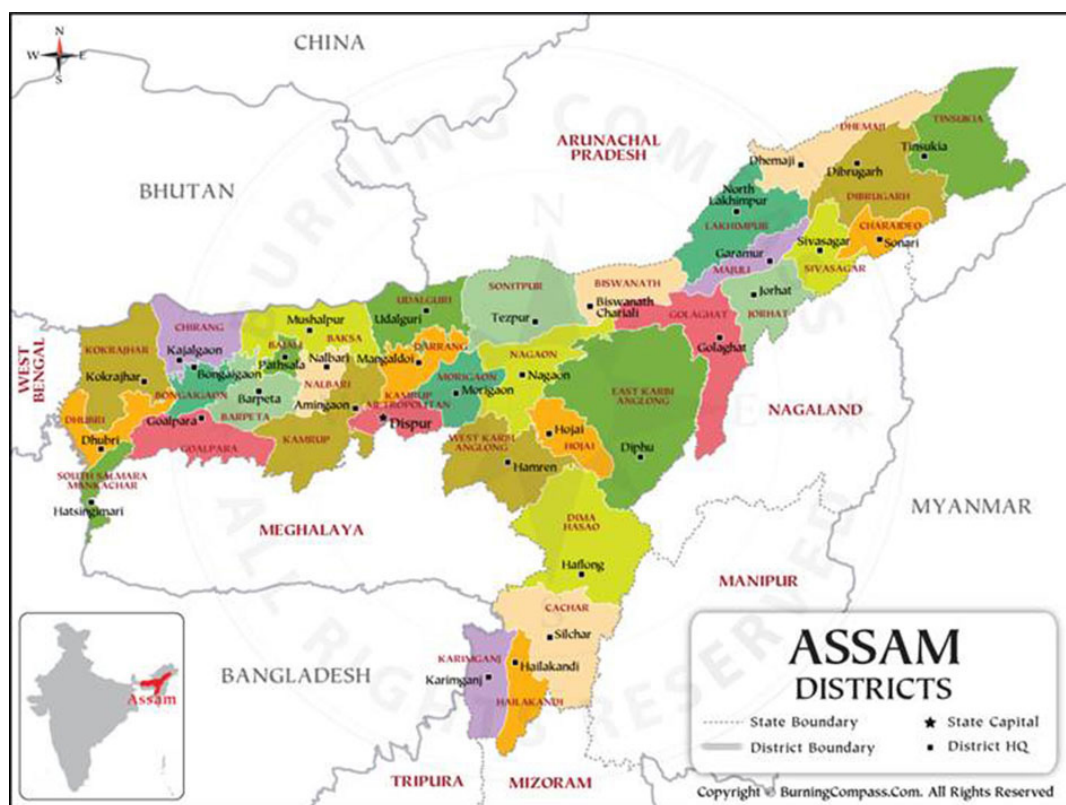 N
W E
S
CHINA
BHUTAN
ARUNACHAL
PRADESH
DHEMAJI
TINSUKIA
Tinsukia
Dhemaji
Dibrugarh
DIBRUGARH
North
Lakhimpur
LAKHIMPUR
CHARAIDEO
Sonari
Sivasagar
SIVASAGAR
Garamur
MAJULI
Jorhat
JORHAT
SONITPUR
Tezpur
BISWANATH
Biswanath
Chariali
GOLAGHAT
Golaghat
UDALGURI
Udalguri
CHIRANG
Kajalgaon
Mushalpur
BAKSA
BAJALI
Pathsala
KOKRAJHAR
Kokrajhar
WEST
BENGAL
Bongaigaon
BONGAIGAON
Nalbari
NALBARI
Barpeta
BARPETA
Mangaldoi
DARRANG
NAGAON
Nagaon
MORIGAON
Morigaon
KAMRUP
METROPOLITAN
Amingaon
Dispur
EAST KARBI
ANGLONG
Diphu
NAGALAND
DHUBRI
Dhubri
Goalpara
GOALPARA
KAMRUP
WEST KARBI
ANGLONG
Hamren
Hojai
HOJAI
SOUTH SALMARA
MANKACHAR
Hatsingimari
MEGHALAYA
MYANMAR
DIMA
HASAO
Haflong
MANIPUR
CACHAR
Silchar
BANGLADESH
KARIMGANJ
Karimganj
Hailakandi
HAILAKANDI
TRIPURA
MIZORAM
Assam
ASSAM
DISTRICTS
State Boundary
State Capital
District Boundary
District HQ
Copyright © BurningCompass.Com. All Rights Reserved
BURNING COMPASS
ALL RIGHTS RESERVED